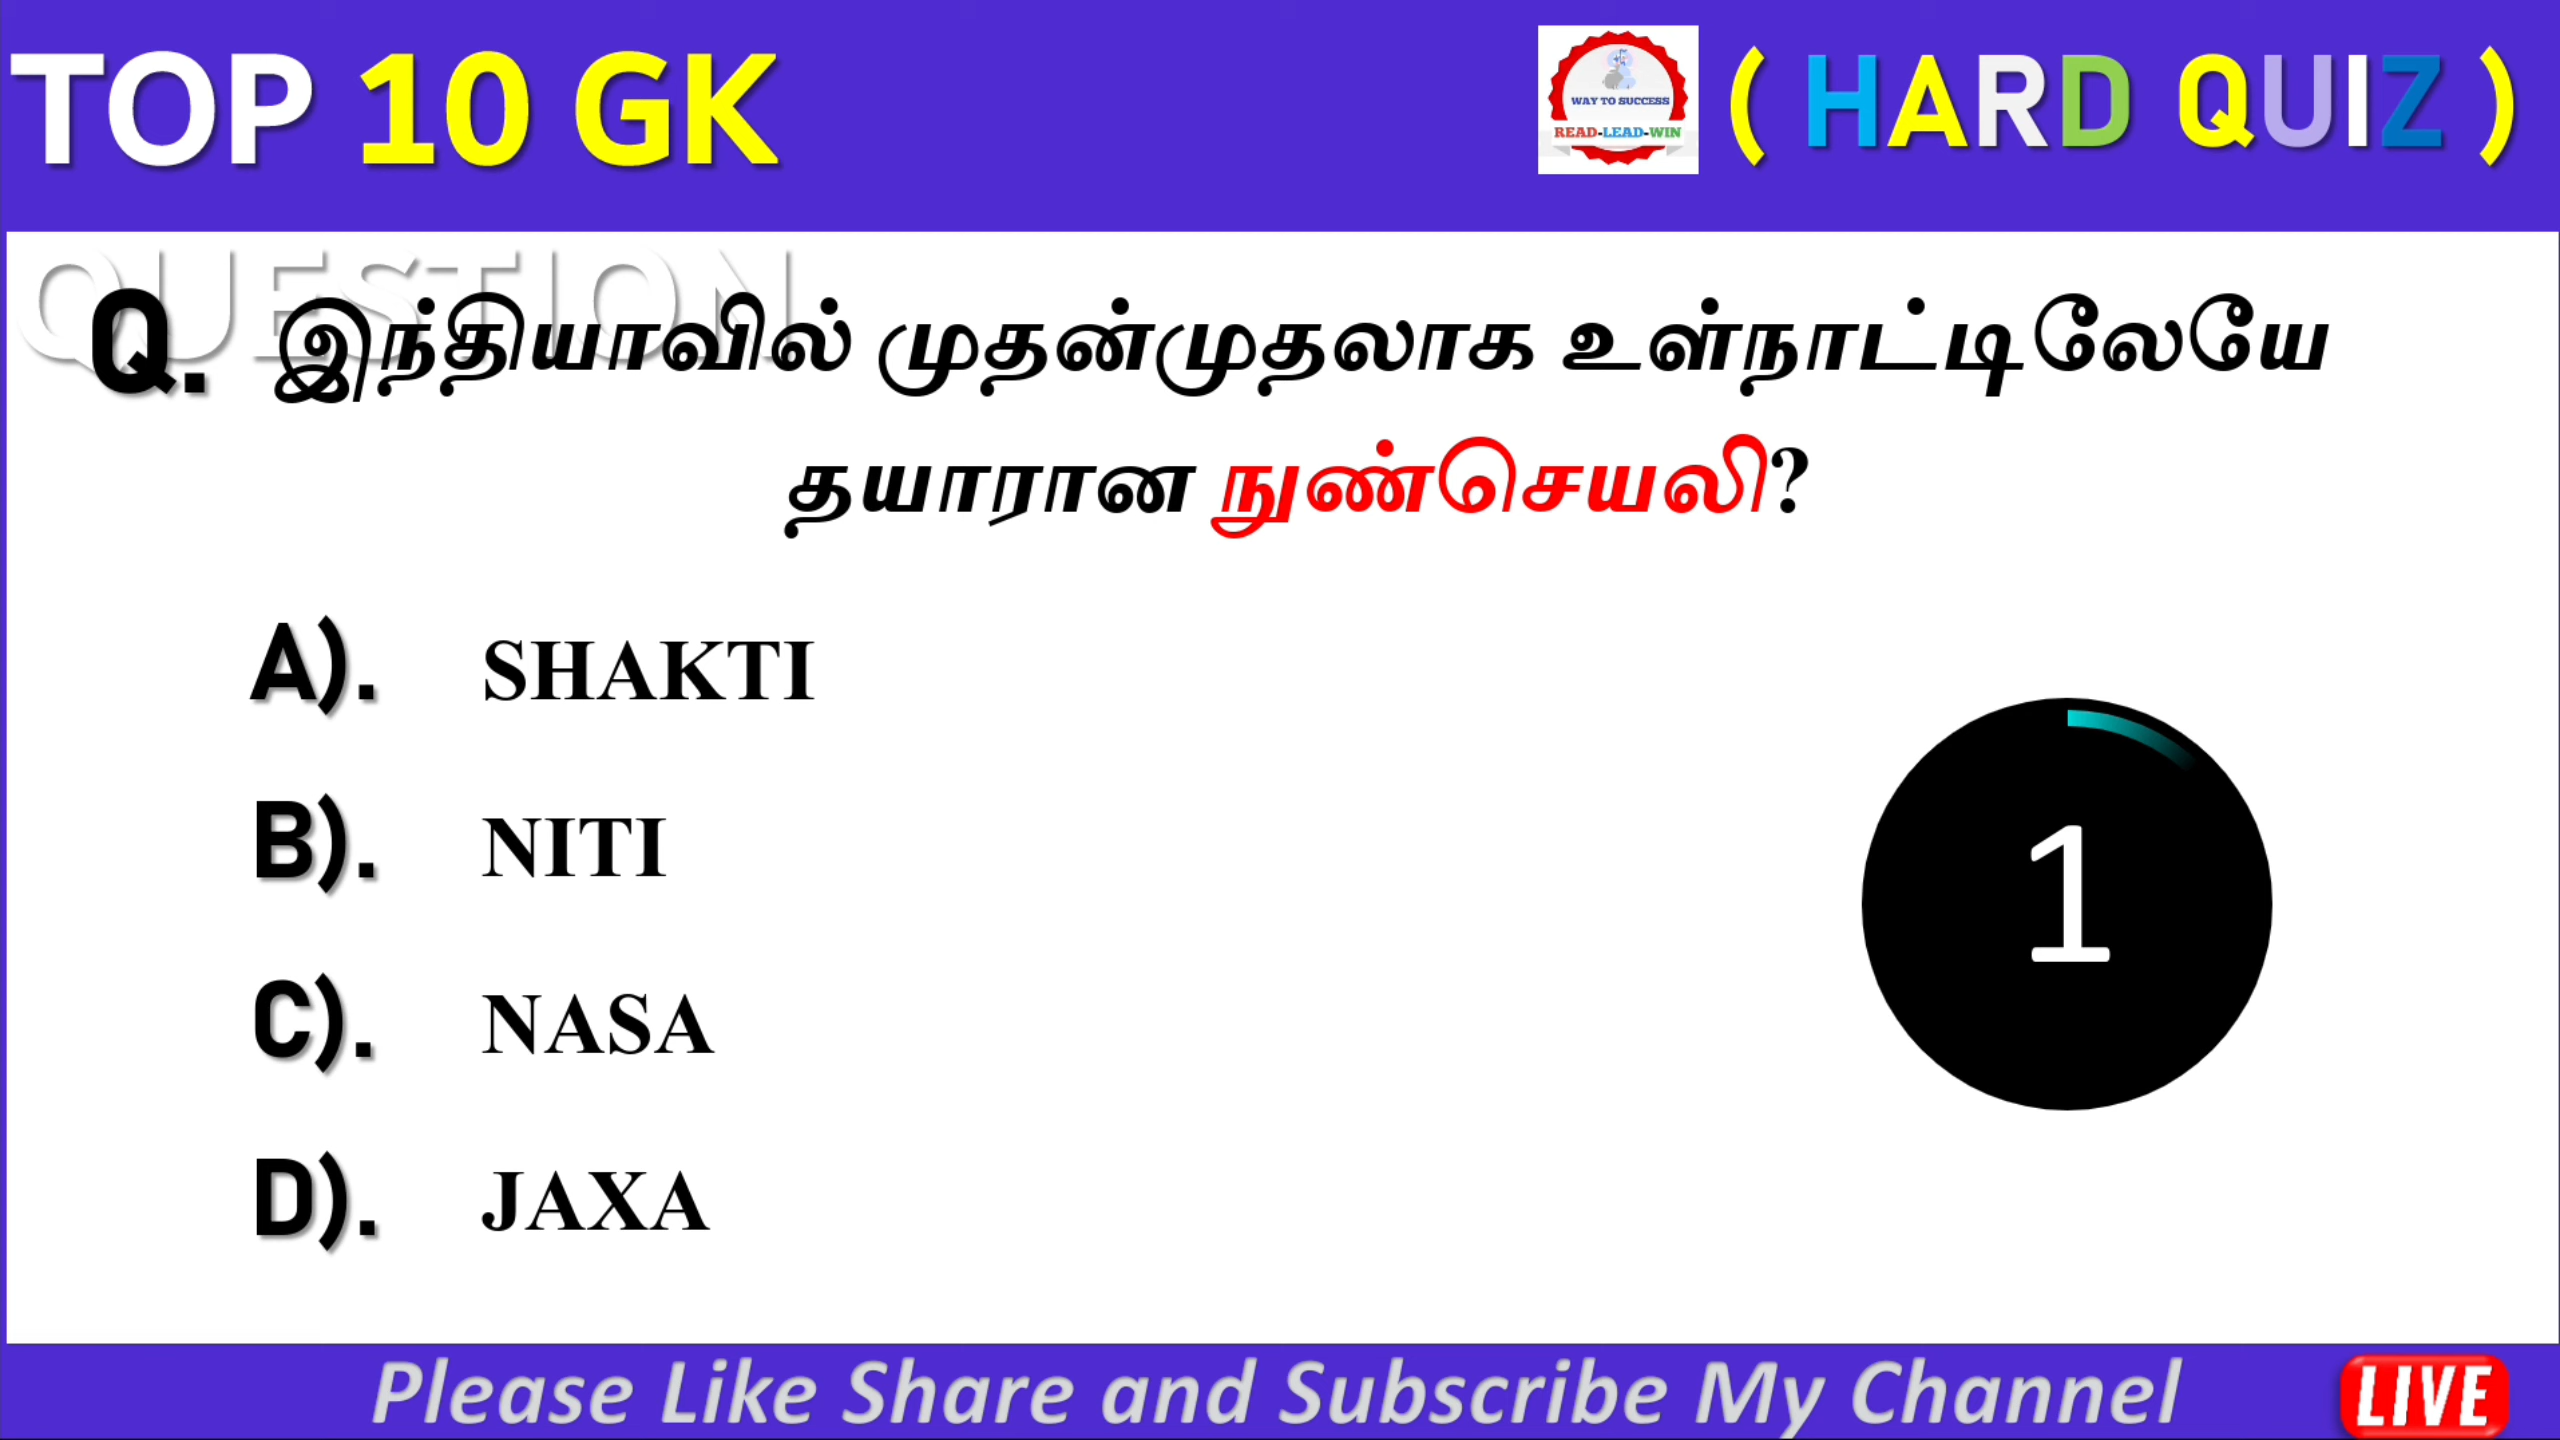 TOP 10 GK
WAY TO SUCCESS
READ-LEAD-WIN
( HARD QUIZ )
QUESTION
Q. இந்தியாவில் முதன்முதலாக உள்நாட்டிலேயே
தயாரான நுண்செயலி?
A). SHAKTI
B). NITI
C). NASA
D). JAXA
1
Please Like Share and Subscribe My Channel
LIVE